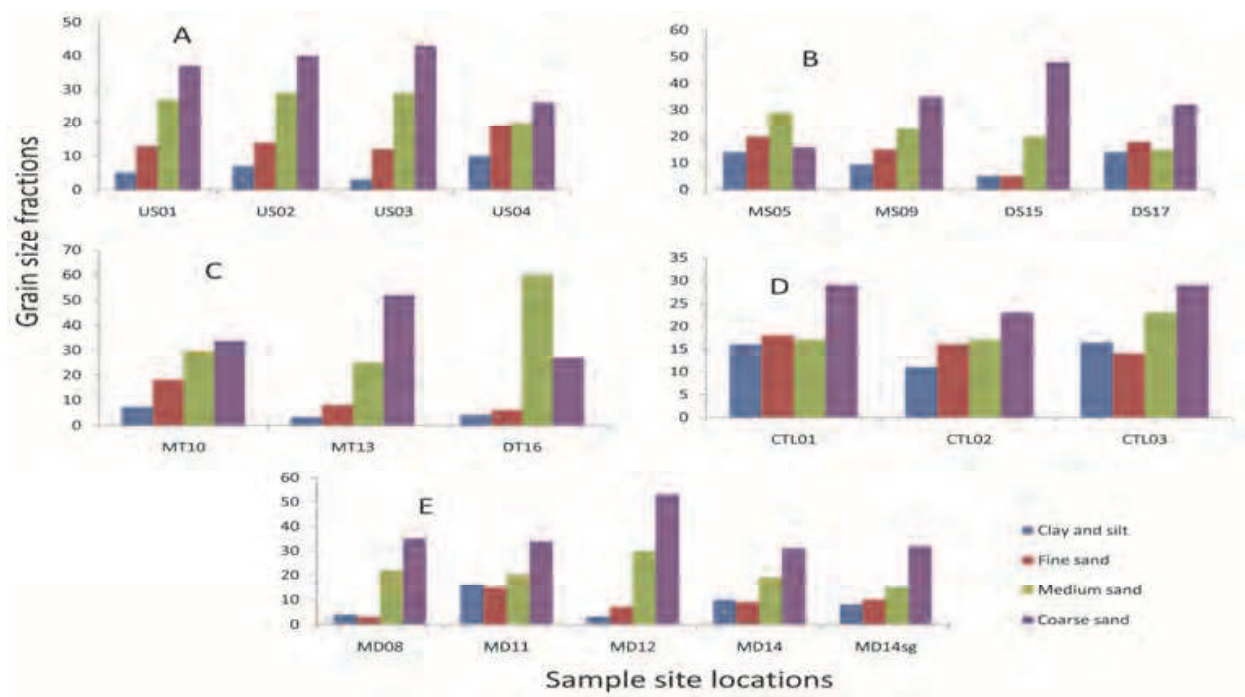 50
40
30
20
10
0
A
US01 US02 US03 US04
60
50
40
30
20
10
0
B
MS05 MS09 DS15 DS17
Grain size fractions
70
60
50
40
30
20
10
0
C
MT10 MT13 DT16
35
30
25
20
15
10
5
0
D
CTL01 CTL02 CTL03
60
50
40
30
20
10
0
E
MD08 MD11 MD12 MD14 MD14sg
Clay and silt
Fine sand
Medium sand
Coarse sand
Sample site locations